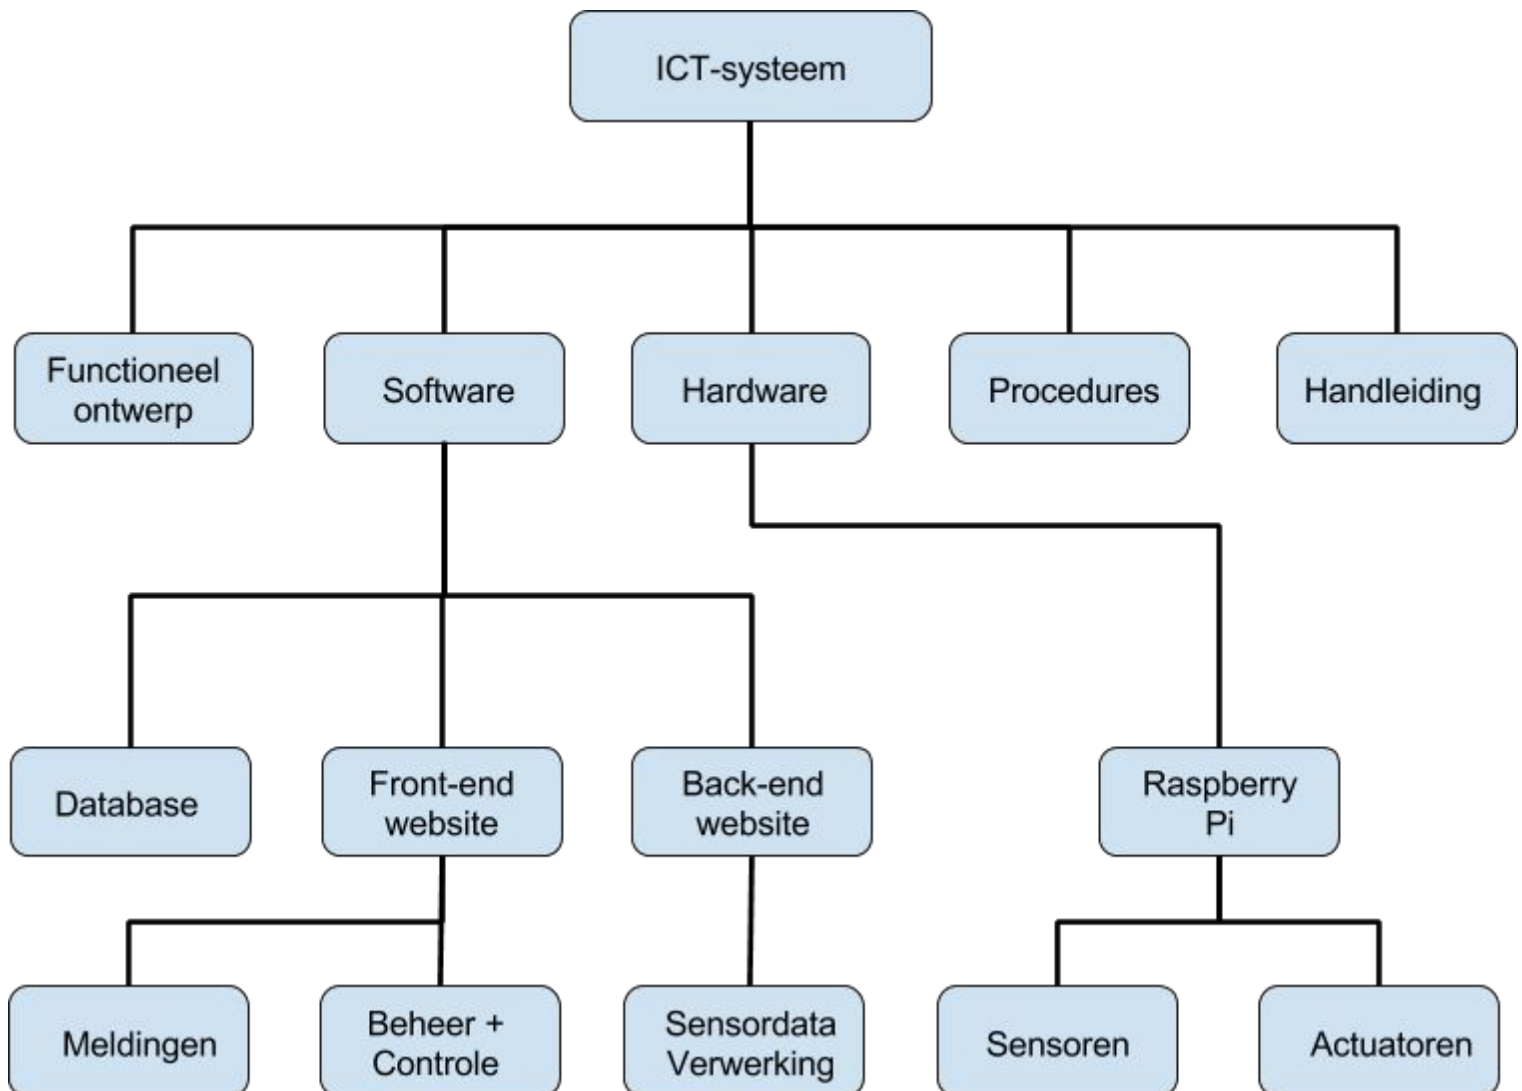 ICT-systeem
Functioneel
ontwerp
Software
Hardware
Procedures
Handleiding
Database
Front-end
website
Back-end
website
Raspberry
Pi
Meldingen
Beheer +
Controle
Sensordata
Verwerking
Sensoren
Actuatoren